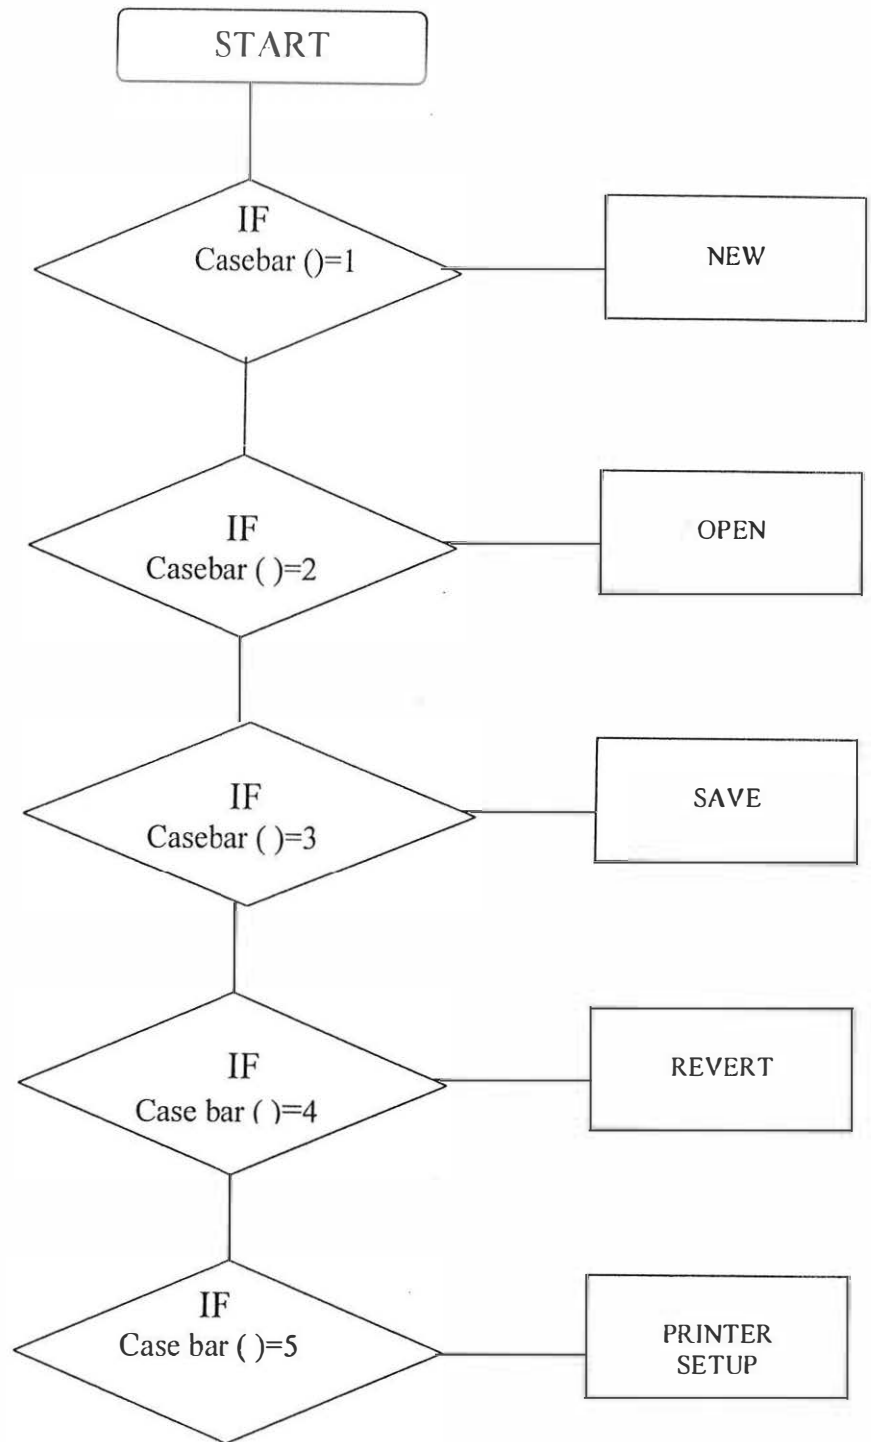 START
IF
Casebar ()=1
NEW
IF
Casebar ( )=2
OPEN
IF
Casebar ( )=3
SAVE
IF
Case bar ( )=4
REVERT
IF
Case bar ( )=5
PRINTER
SETUP